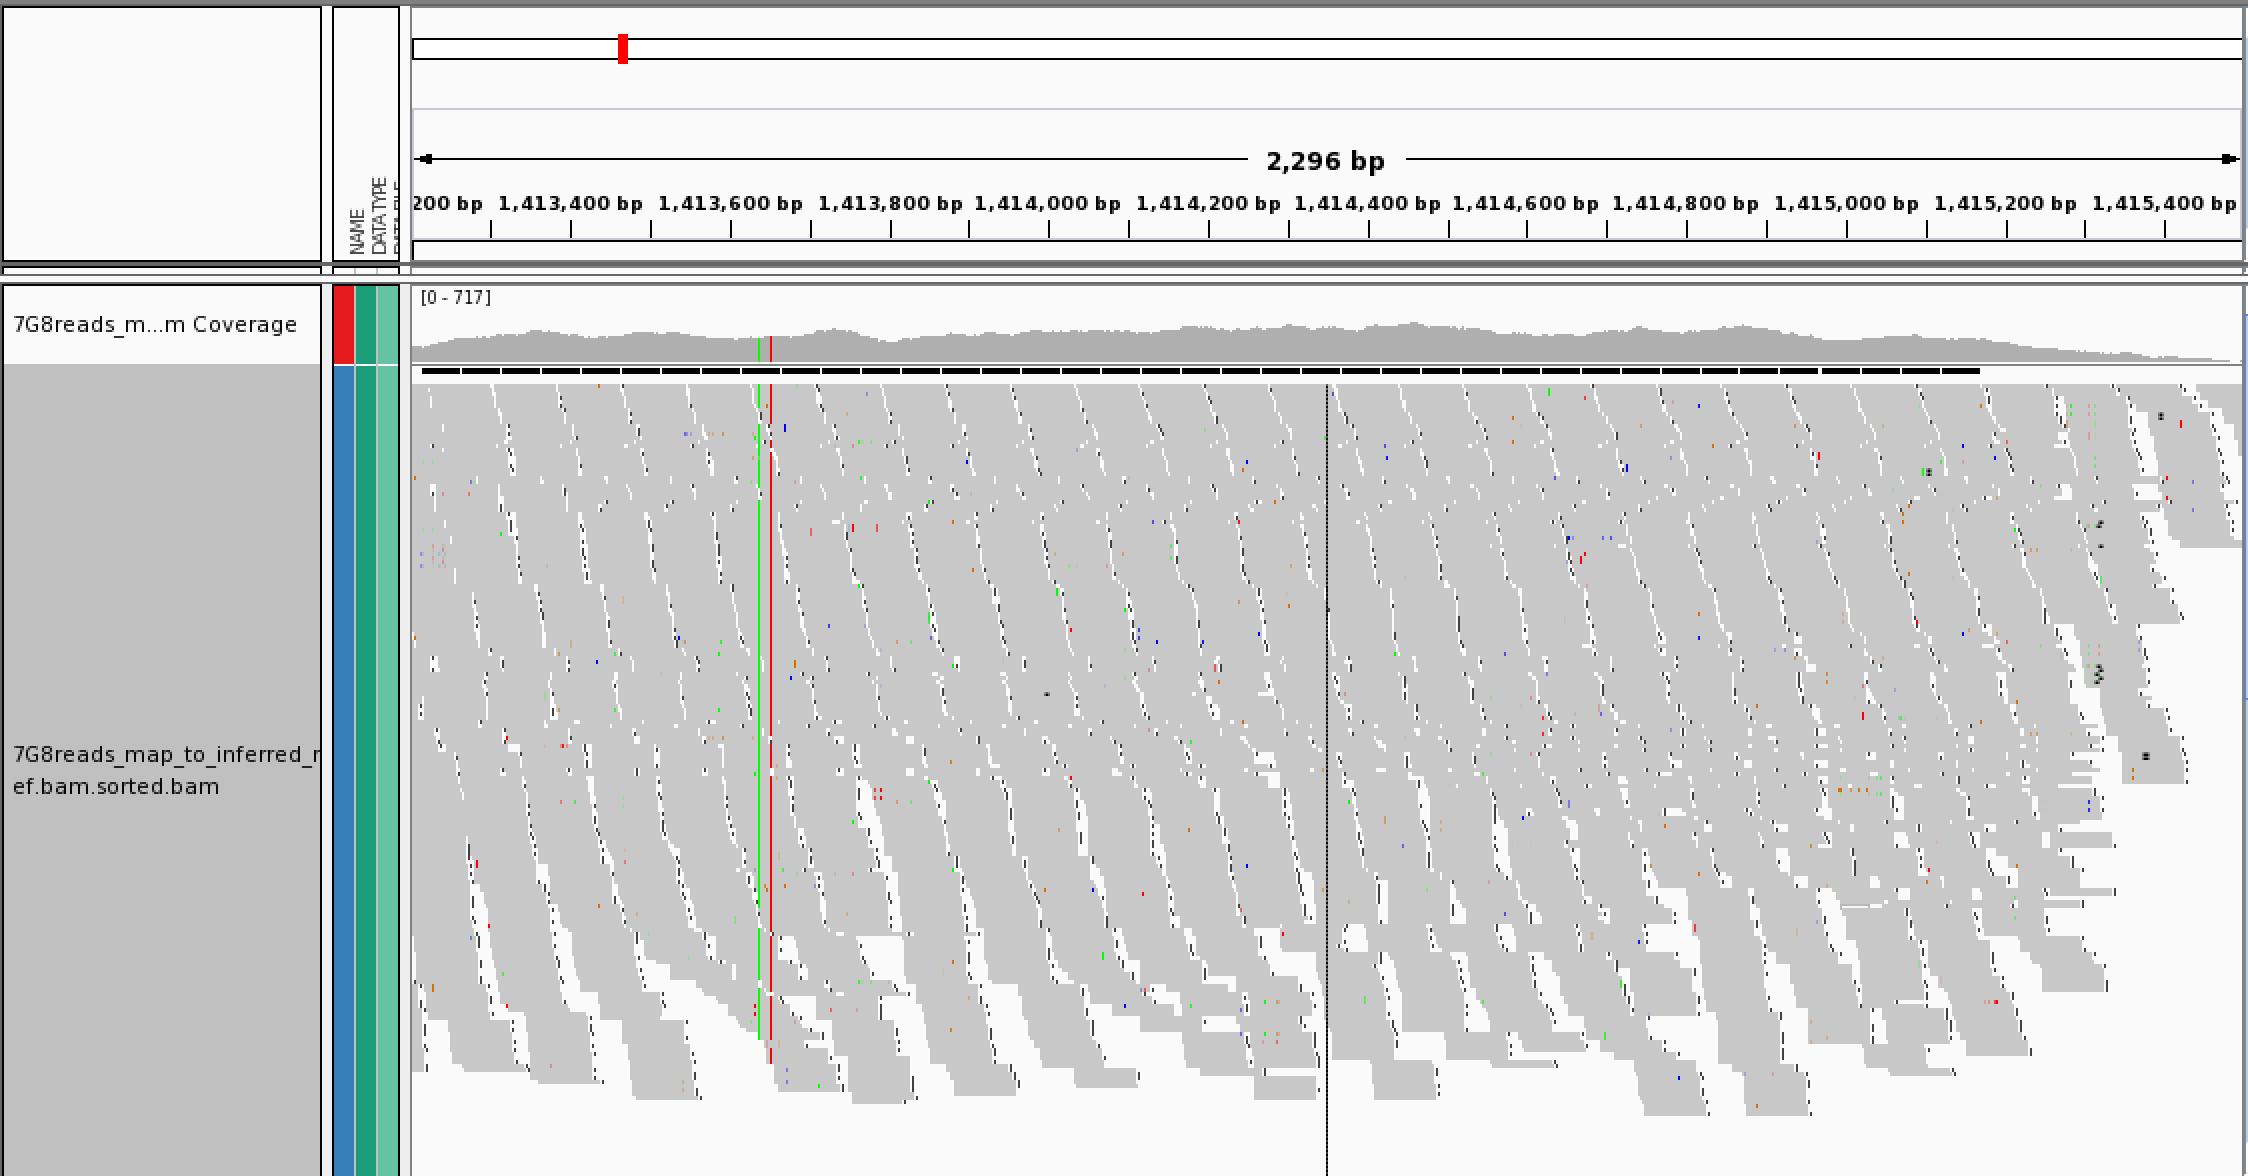 2,296 bp
200 bp 1,413,400 bp 1,413,600 bp 1,413,800 bp 1,414,000 bp 1,414,200 bp 1,414,400 bp 1,414,600 bp 1,414,800 bp 1,415,000 bp 1,415,200 bp 1,415,400 bp
NAME
DATA TYPE
[0 - 717]
7G8reads_m...m Coverage
7G8reads_map_to_inferred_r
ef.bam.sorted.bam